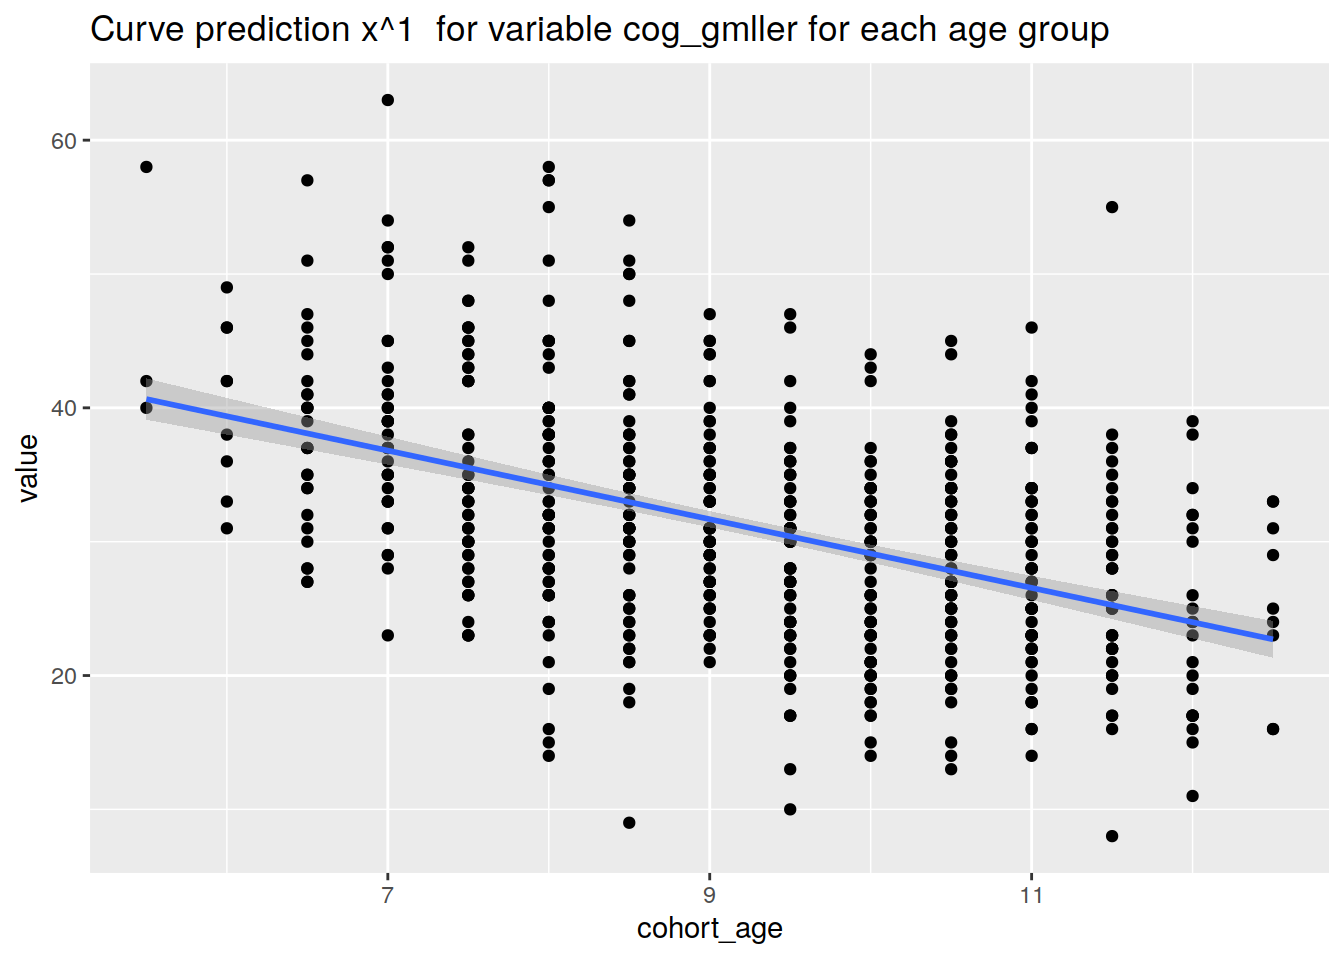 Curve prediction x^1  for variable cog_gmller for each age group
60
40
20
value
7
9
11
cohort_age